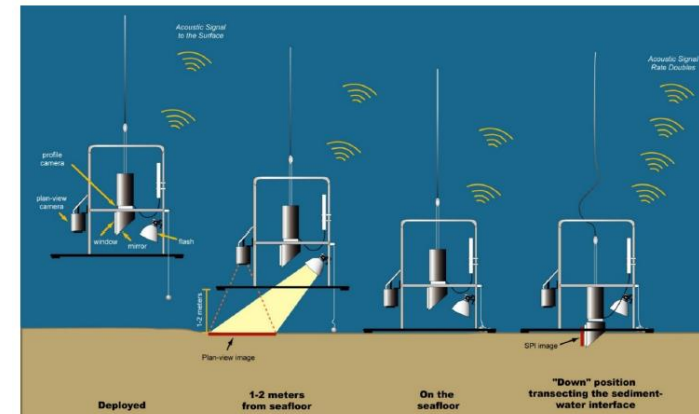 Acoustic Signal
to the Surface
Acoustic Signal
Rate Doubles
profile
camera
plan-view
camera
window
mirror
flash
1-2 meters
Plan-view image
SPI image
Deployed
1-2 meters
from seafloor
On the
seafloor
"Down" position
transecting the sediment-
water interface